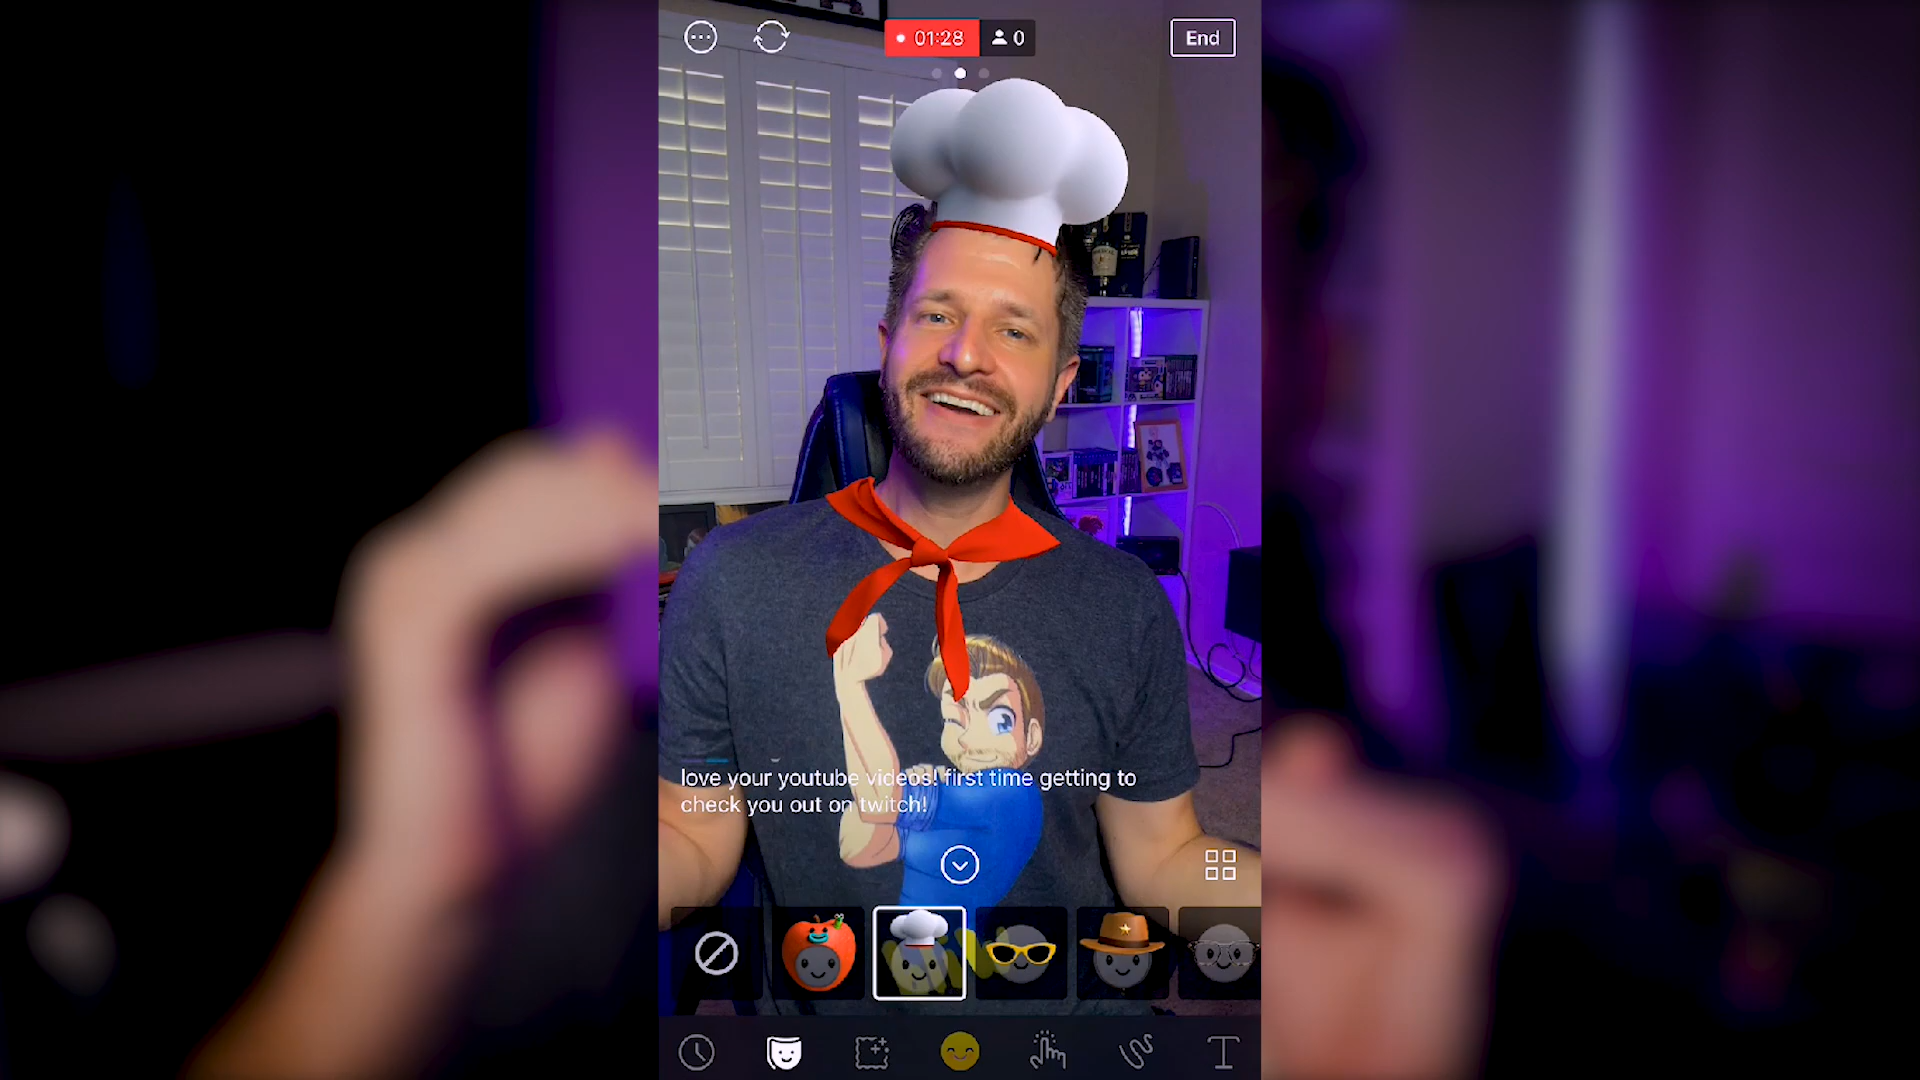 01:28
0
End
love your youtube videos! first time getting to
check you out on twitch!